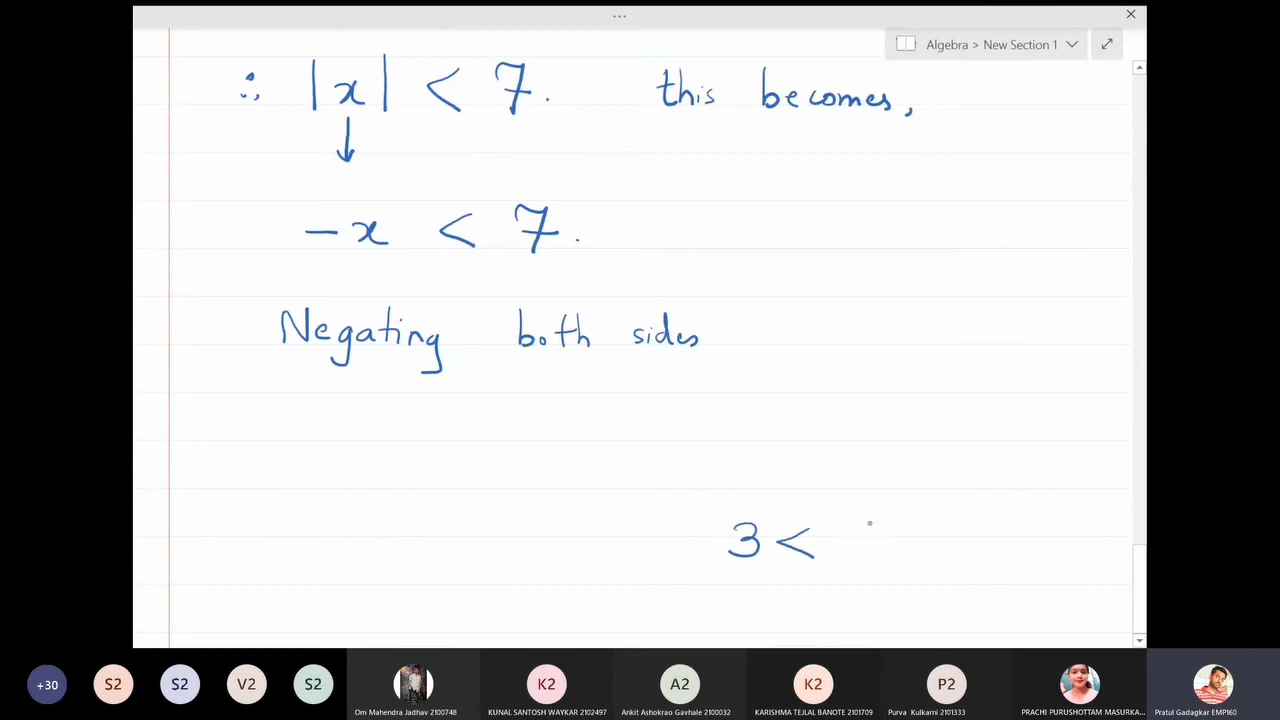 Algebra > New Section 1
∴ |x| < 7. this becomes,
-x < 7.
Negating both sides
3 <
+30
S2
S2
V2
S2
K2
A2
K2
P2
Om Mahendra Jadhav 2100748
KUNAL SANTOSH WAYKAR 2102497
Ankit Ashokrao Gavhale 2100032
KARISHMA TEJLAL BANOTE 2101709
Purva Kulkarni 2101333
PRACHI PURUSHOTTAM MASURKA...
Pratul Gadagkar EMP160